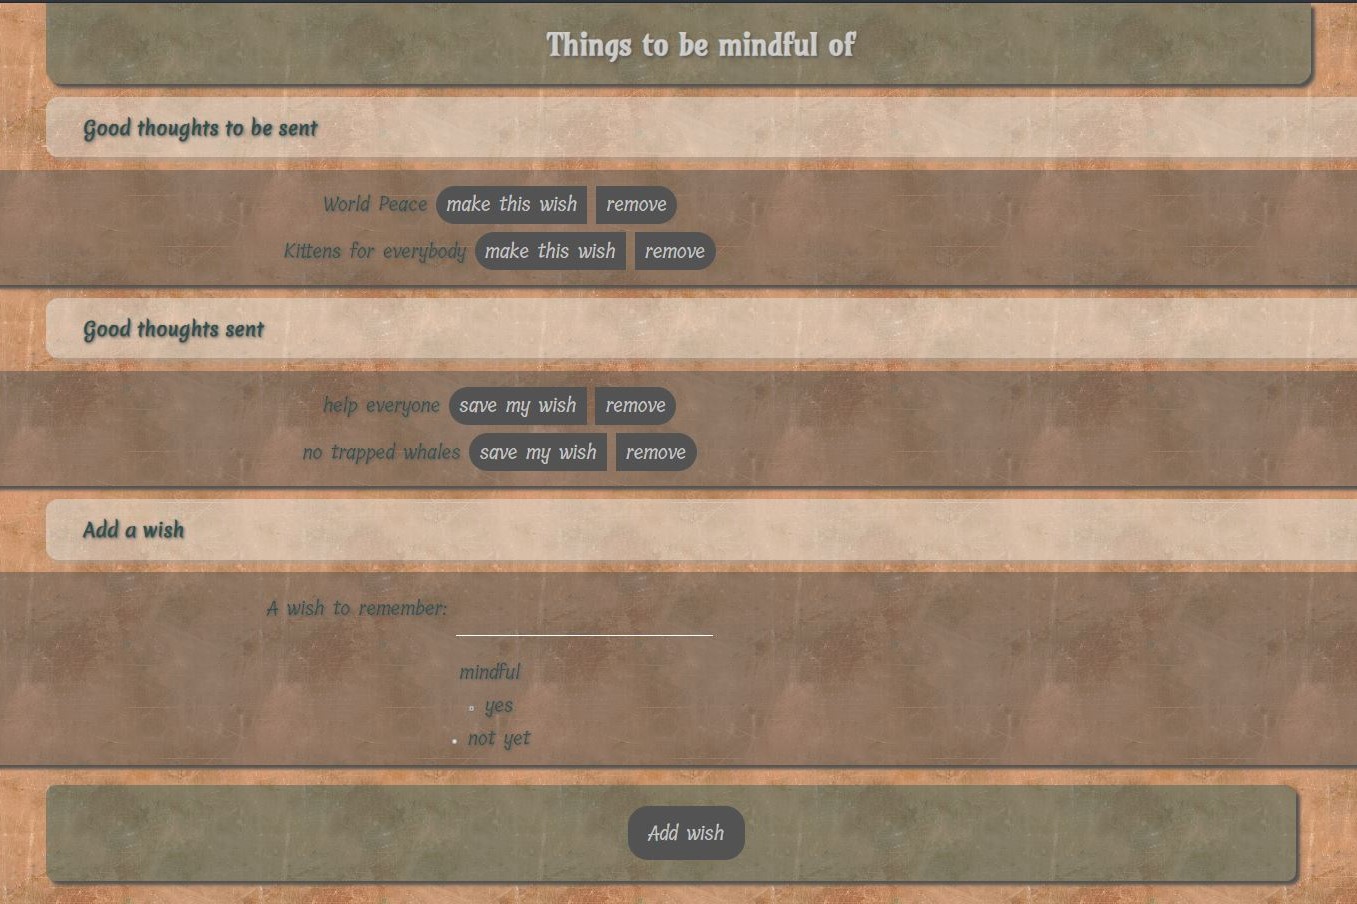 Things to be mindful of
Good thoughts to be sent
World Peace make this wish remove
Kittens for everybody make this wish remove
Good thoughts sent
help everyone save my wish remove
no trapped whales save my wish remove
Add a wish
A wish to remember:
mindful
yes
not yet
Add wish